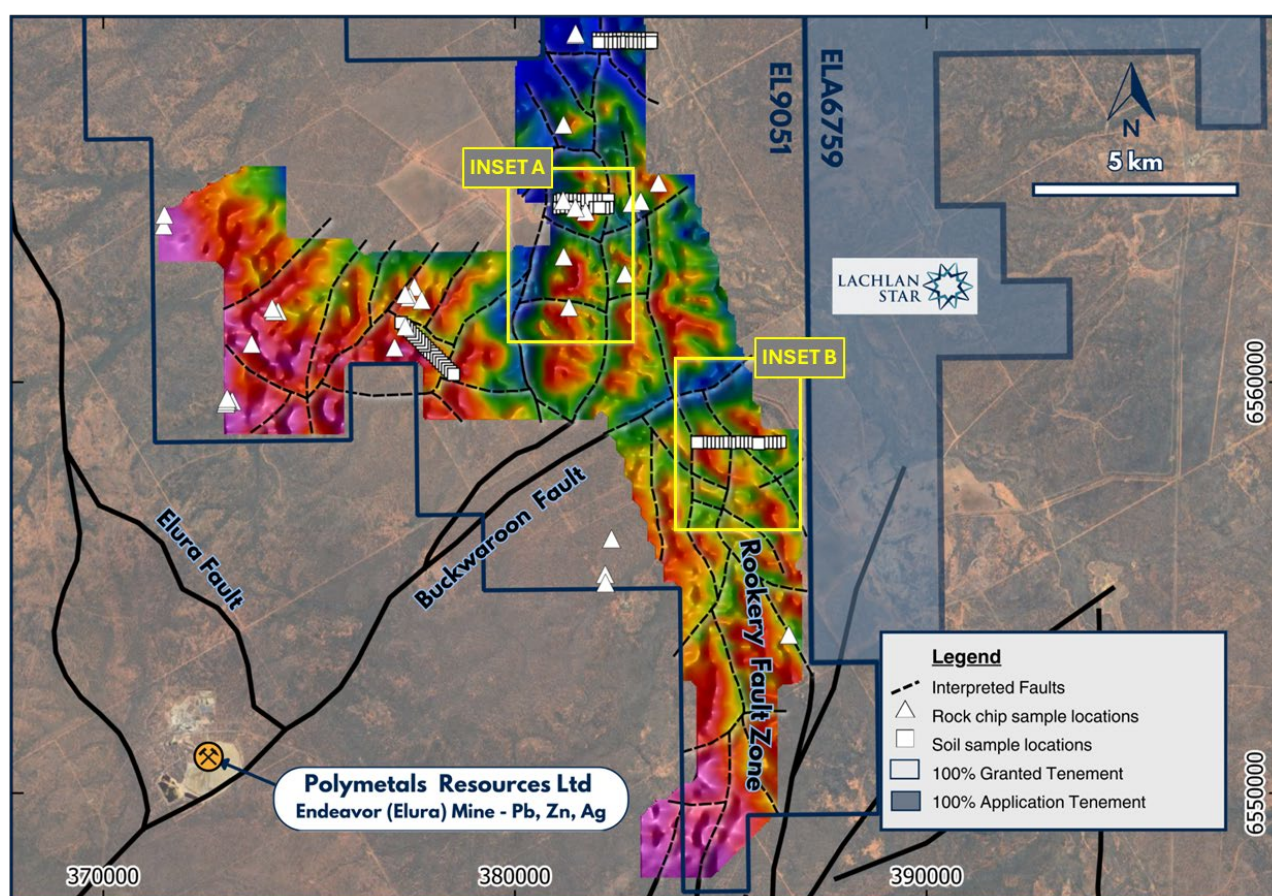 EL9051
ELA6759
N
5 km
INSET A
LACHLAN
STAR
INSET B
6560000
Elura Fault
Buckwaroon Fault
Rookery Fault Zone
Legend
Interpreted Faults
Rock chip sample locations
Soil sample locations
100% Granted Tenement
100% Application Tenement
Polymetals Resources Ltd
Endeavor (Elura) Mine - Pb, Zn, Ag
6550000
370000
380000
390000